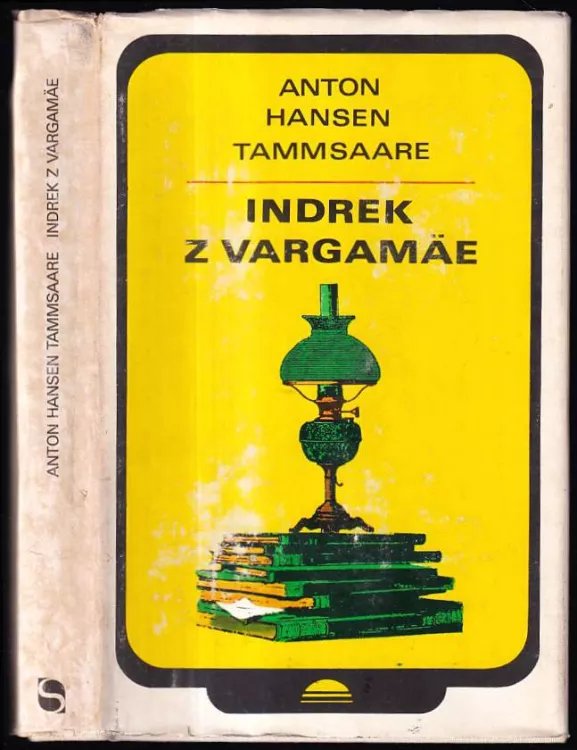 ANTON
HANSEN
TAMMSAARE
INDREK
Z VARGAMÄE
ANTON HANSEN TAMMSAARE INDREK Z VARGAMÄE
S